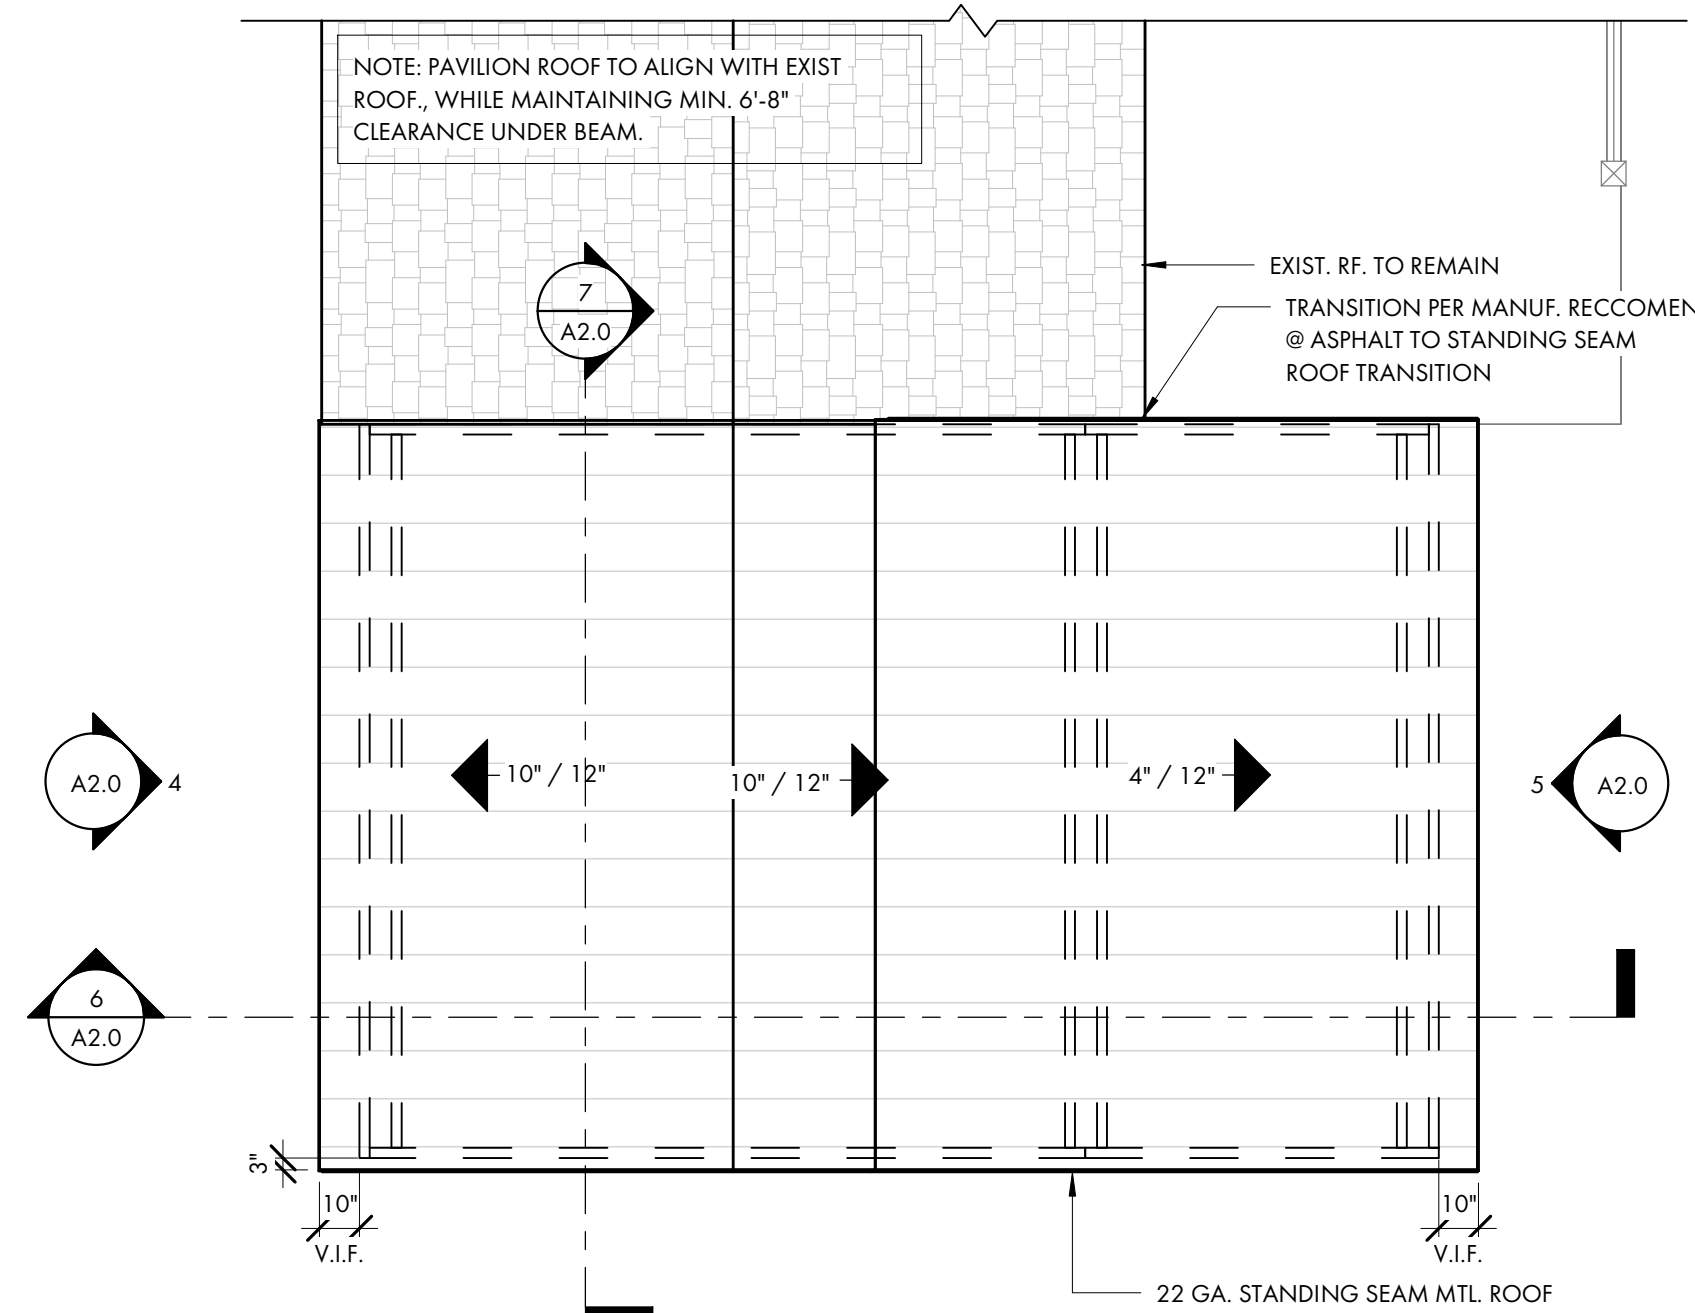 NOTE: PAVILION ROOF TO ALIGN WITH EXIST
ROOF., WHILE MAINTAINING MIN. 6'-8"
CLEARANCE UNDER BEAM.
7
A2.0
EXIST. RF. TO REMAIN
TRANSITION PER MANUF. RECCOMEN
@ ASPHALT TO STANDING SEAM
ROOF TRANSITION
A2.0
4
10" / 12"
10" / 12"
4" / 12"
5
A2.0
6
A2.0
3"
10"
V.I.F.
10"
V.I.F.
22 GA. STANDING SEAM MTL. ROOF